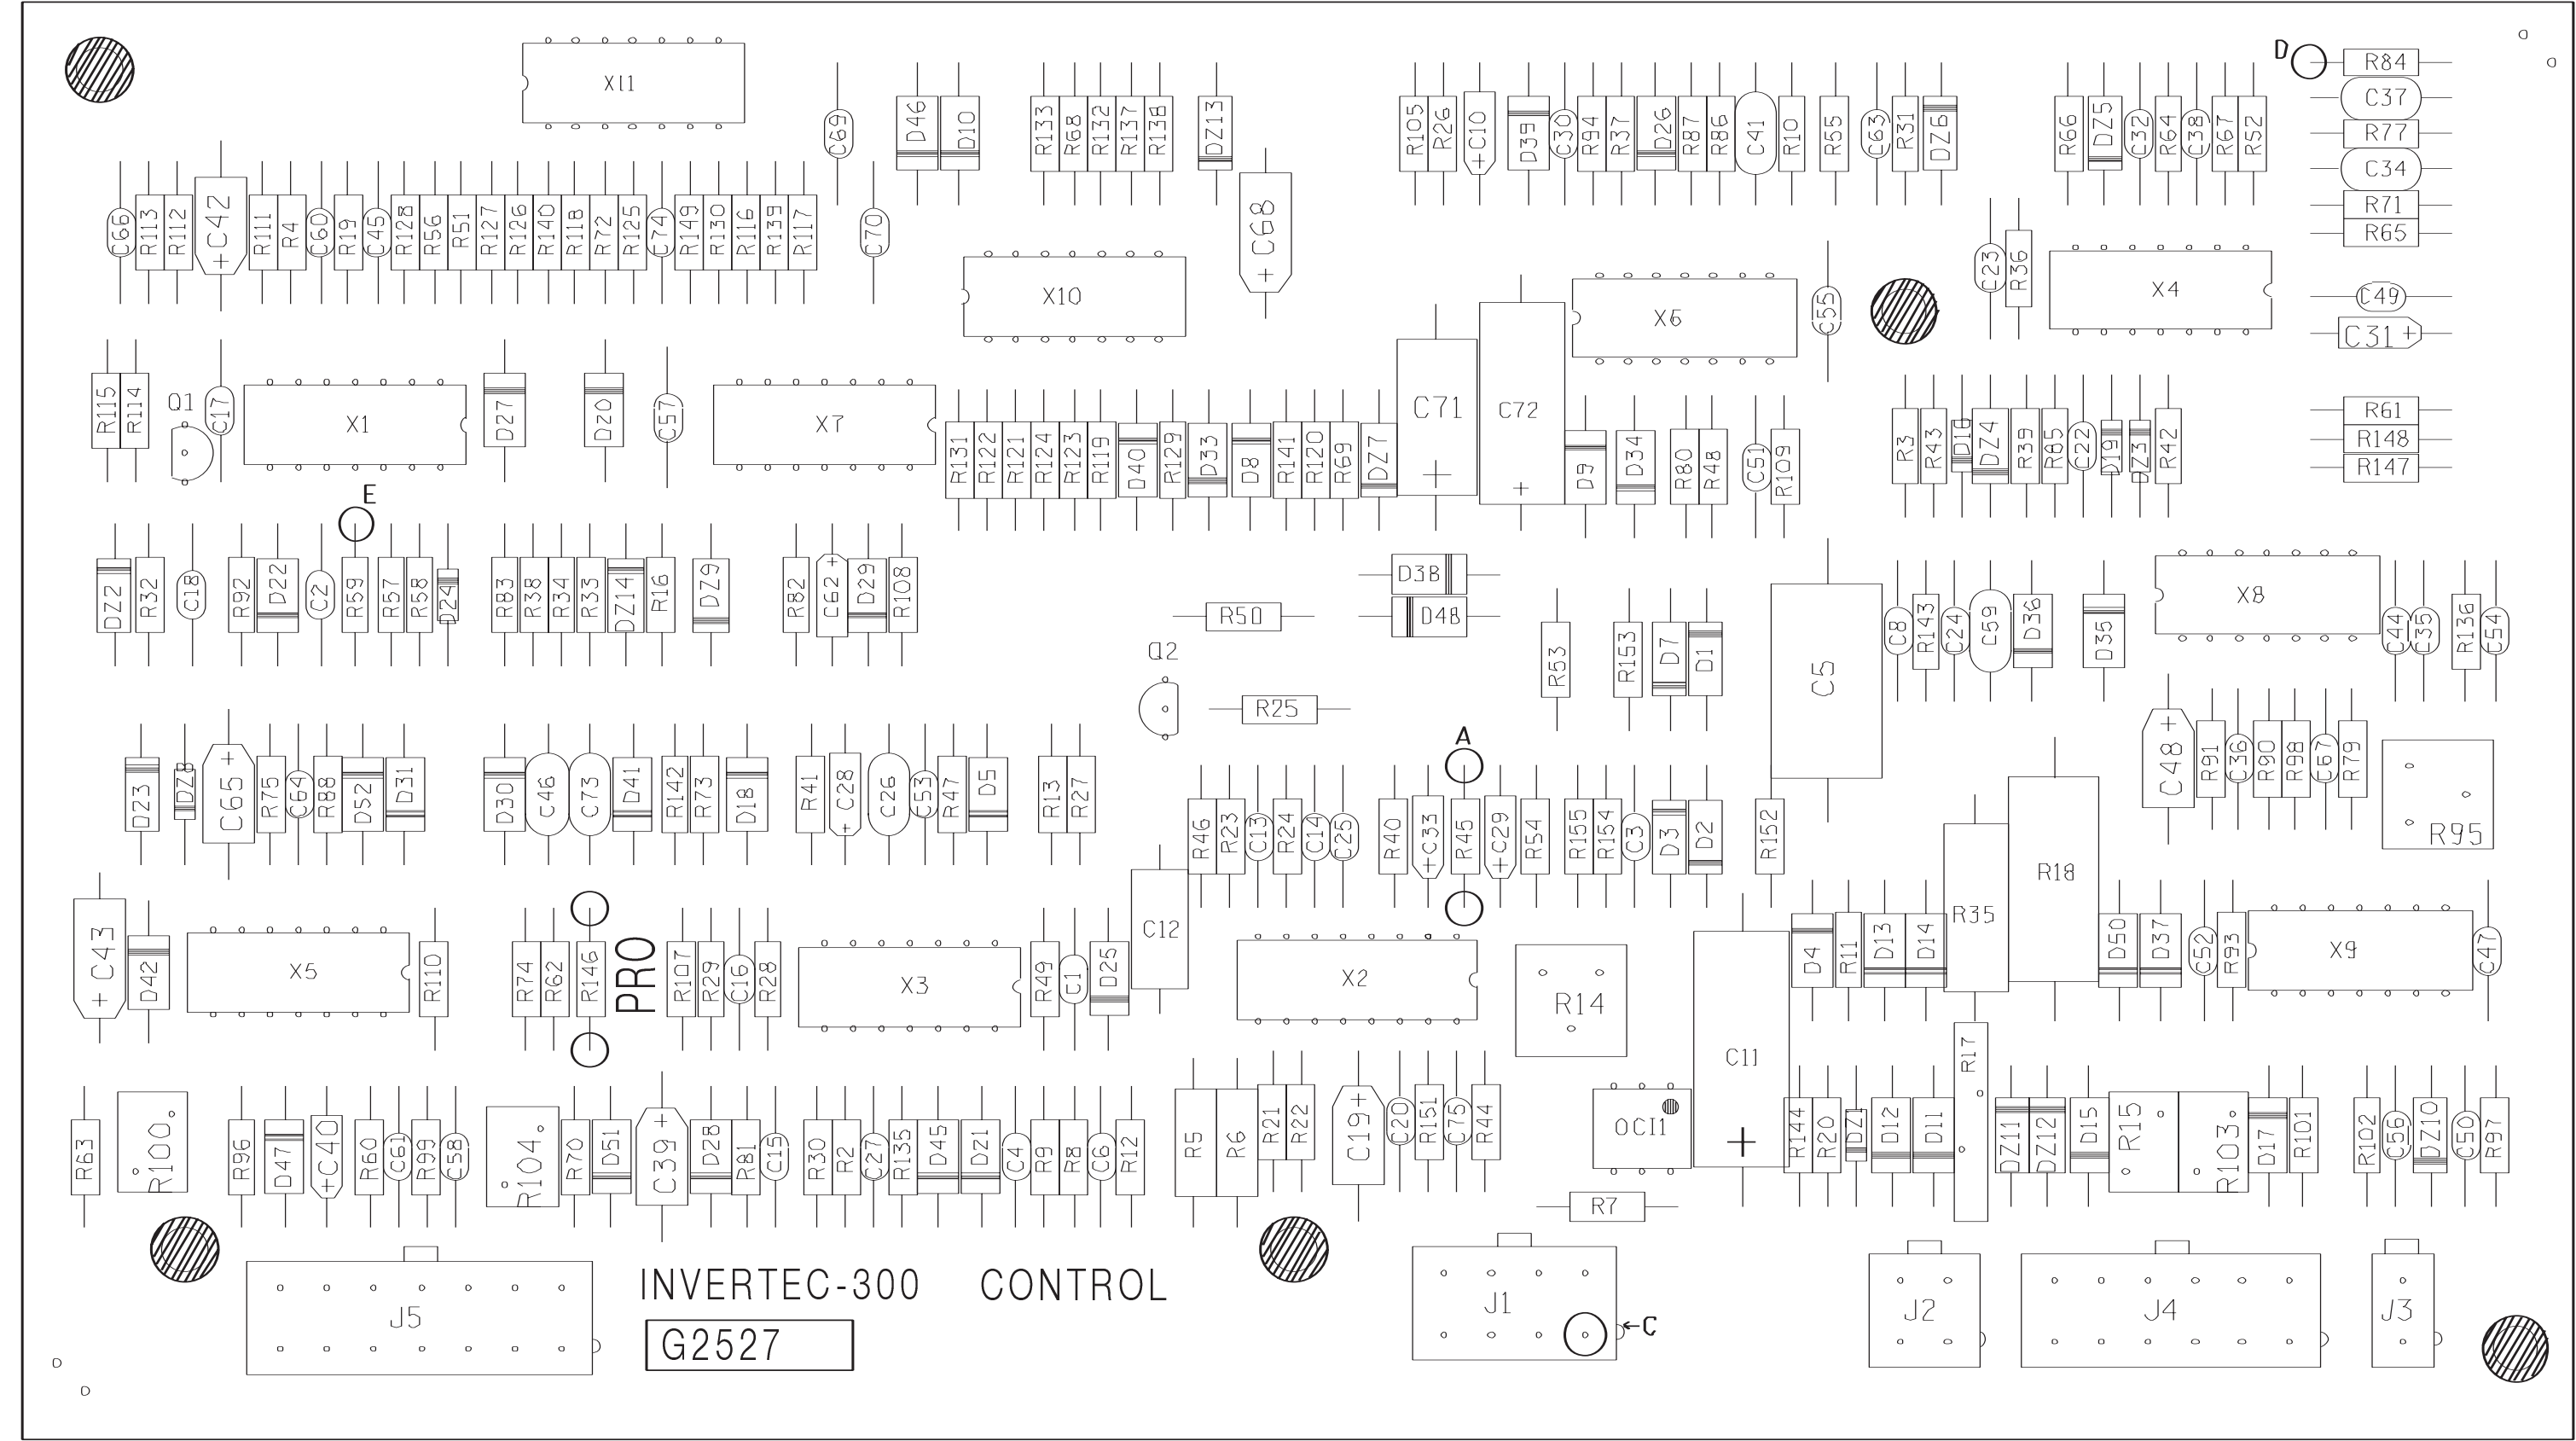 X11
C69 D46 D10 R133 R68 R132 R137 R138 DZ13
R105 R26 +C10 D39 C30 R94 R37 D26 R87 R86 C41 R10 R55 C63 R31 DZ6
R66 DZ5 C32 R64 C38 R67 R52
D R84
C37
R77
C34
R71
R65
C66 R113 R112 +C42 R111 R4 C60 R19 C45 R128 R56 R51 R127 R126 R140 R118 R72 R125 C74 R149 R130 R116 R139 R117 C70
X10 + C68 X6 C55 C23 R36 X4
C49
C31+
R115 R114 Q1 C17 X1 D27 DZ0 C57 X7
R131 R122 R121 R124 R123 R119 D40 R129 D33 D8 R141 R120 R69 DZ7 C71 + C72 + D9 D34 R80 R48 C51 R109
R3 R43 D16 DZ4 R39 R85 C22 D19 DZ3 R42
R61
R148
R147
E
DZ2 R32 C18 R92 D22 C2 R59 R57 R58 D24 R83 R38 R34 R33 DZ14 R16 DZ9 R82 C62+ D29 R108
D3B
R50 D48
Q2 R53 R153 D7 D1 C5 C8 R143 C24 C59 D36 D35 X8 C44 C35 R136 C54
R25
A
D23 DZ8 C65+ R75 C64 R88 D52 D31 D30 C46 C73 D41 R142 R73 D18 R41 +C28 C26 C53 R47 D5 R13 R27
R46 R23 C13 R24 C14 C25 R40 +C33 R45 +C29 R54 R155 R154 C3 D3 D2 R152
C48+ R91 C36 R90 R98 C67 R79 R95
+ C43 D42 X5 R110 R74 R62 R146 PRO R107 R29 C16 R28 X3 R49 C1 D25 C12 X2 R14 C11 +
D4 R11 D13 D14 R35 R18 D50 D37 C52 R93 X9 C47
R63 R100 R96 D47 +C40 R60 C61 R99 C58 R104 R70 D51 C39+ D28 R81 C15 R30 R2 C27 R135 D45 DZ1 C4 R9 R8 C6 R12
R5 R6 R21 R22 C19+ C20 R151 C75 R44 OCI1
R7
R144 R20 DZ1 D12 D11 R17 DZ11 DZ12 D15 R15 R103 D17 R101 R102 C56 DZ10 C50 R97
J5
INVERTEC-300 CONTROL
G2527
J1 ←C
J2
J4
J3